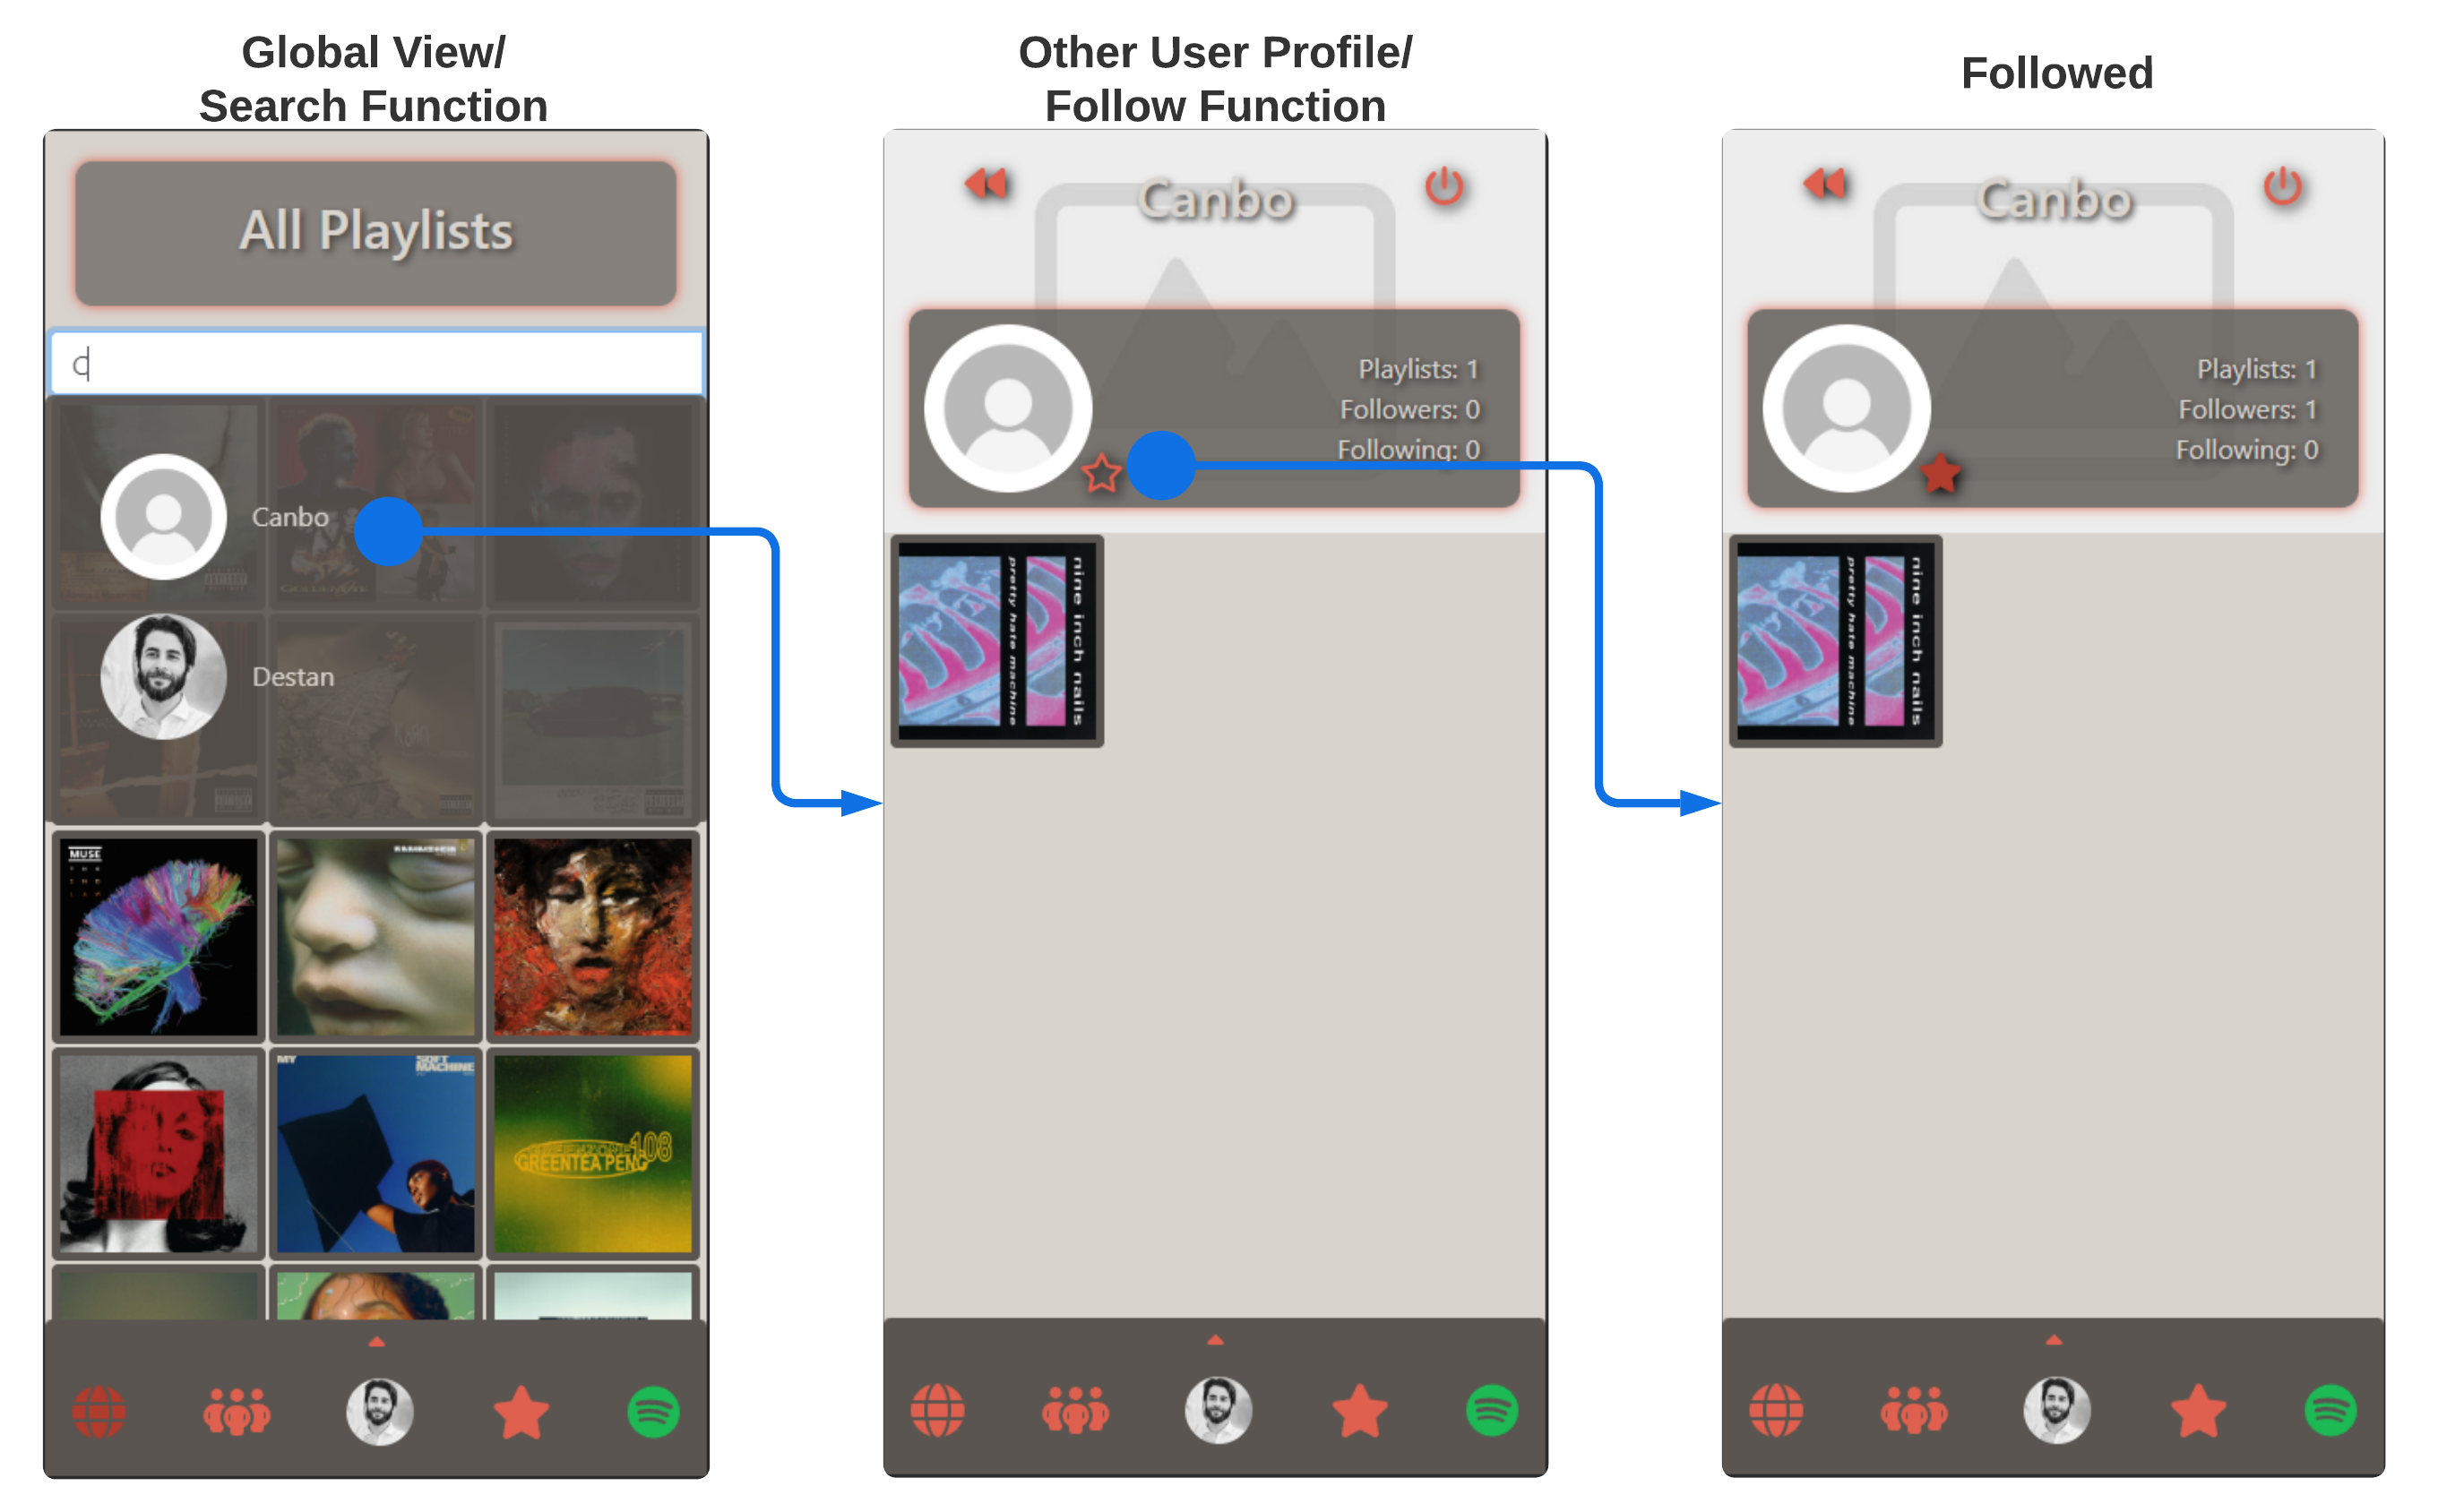 Global View/
Search Function
All Playlists
c
Canbo
Destan
Korn
MUSE
RAMMSTEIN
MY
SOFT
MACHINE
108
GREENTEA PENG
Other User Profile/
Follow Function
Canbo
Playlists: 1
Followers: 0
Following: 0
nine inch nails
pretty hate machine
Followed
Canbo
Playlists: 1
Followers: 1
Following: 0
nine inch nails
pretty hate machine